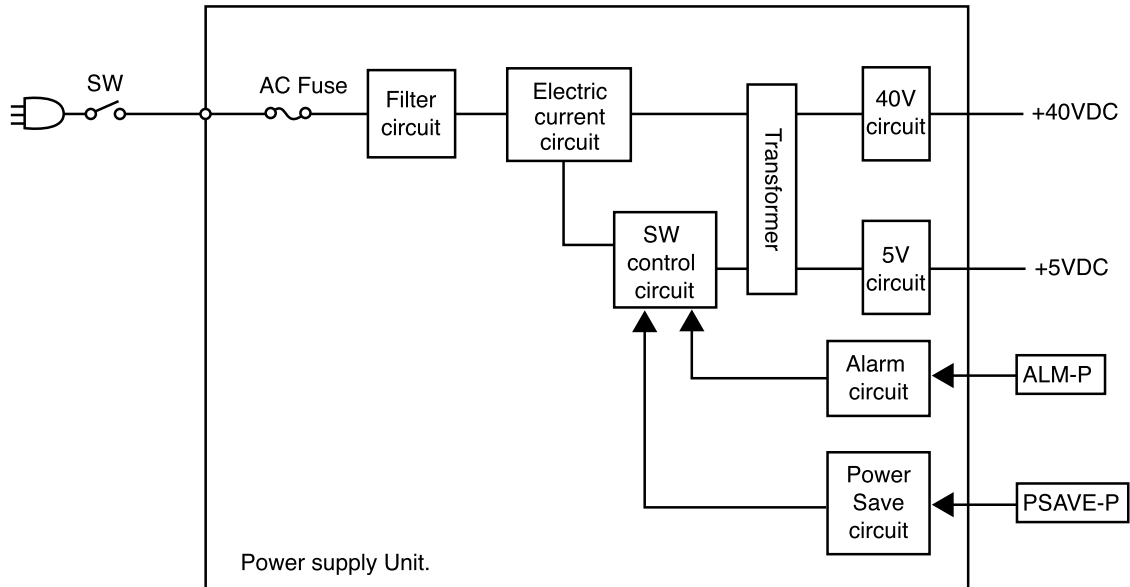 SW
AC Fuse
Filter
circuit
Electric
current
circuit
Transformer
40V
circuit
+40VDC
SW
control
circuit
5V
circuit
+5VDC
Alarm
circuit
ALM-P
Power
Save
circuit
PSAVE-P
Power supply Unit.